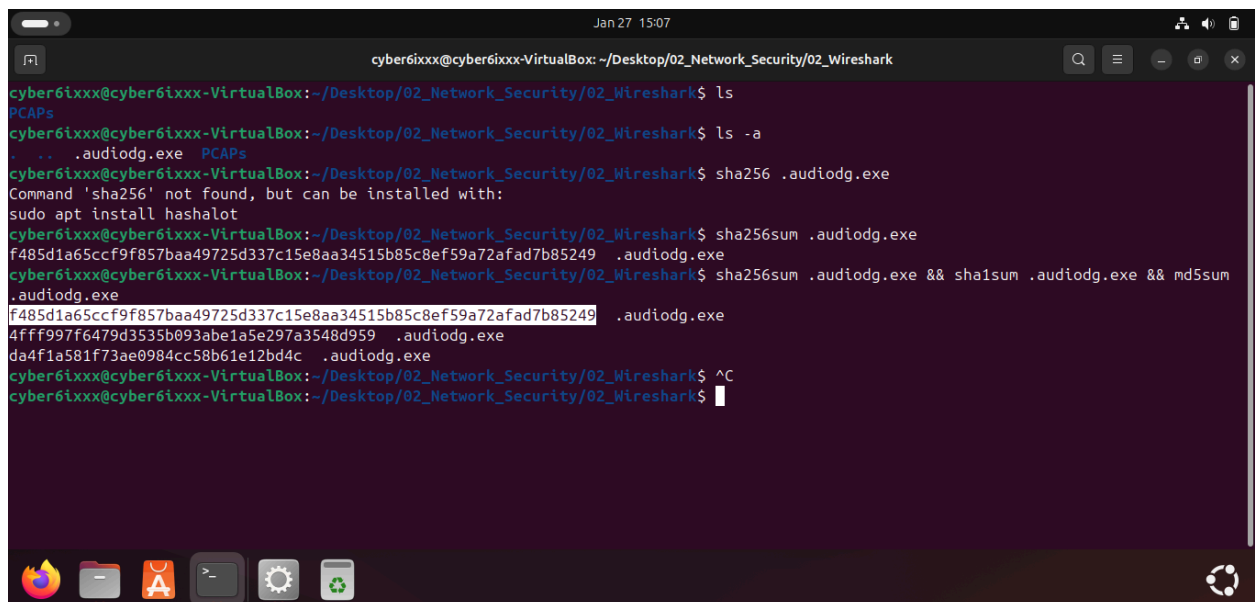 Jan 27 15:07
cyber6ixxx@cyber6ixxx-VirtualBox: ~/Desktop/02_Network_Security/02_Wireshark
cyber6ixxx@cyber6ixxx-VirtualBox:~/Desktop/02_Network_Security/02_Wireshark$ ls
PCAPs
cyber6ixxx@cyber6ixxx-VirtualBox:~/Desktop/02_Network_Security/02_Wireshark$ ls -a
. .. .audiodg.exe PCAPs
cyber6ixxx@cyber6ixxx-VirtualBox:~/Desktop/02_Network_Security/02_Wireshark$ sha256 .audiodg.exe
Command 'sha256' not found, but can be installed with:
sudo apt install hashalot
cyber6ixxx@cyber6ixxx-VirtualBox:~/Desktop/02_Network_Security/02_Wireshark$ sha256sum .audiodg.exe
f485d1a65ccf9f857baa49725d337c15e8aa34515b85c8ef59a72afad7b85249 .audiodg.exe
cyber6ixxx@cyber6ixxx-VirtualBox:~/Desktop/02_Network_Security/02_Wireshark$ sha256sum .audiodg.exe && sha1sum .audiodg.exe && md5sum
.audiodg.exe
f485d1a65ccf9f857baa49725d337c15e8aa34515b85c8ef59a72afad7b85249 .audiodg.exe
4fff997f6479d3535b093abe1a5e297a3548d959 .audiodg.exe
da4f1a581f73ae0984cc58b61e12bd4c .audiodg.exe
cyber6ixxx@cyber6ixxx-VirtualBox:~/Desktop/02_Network_Security/02_Wireshark$ ^C
cyber6ixxx@cyber6ixxx-VirtualBox:~/Desktop/02_Network_Security/02_Wireshark$